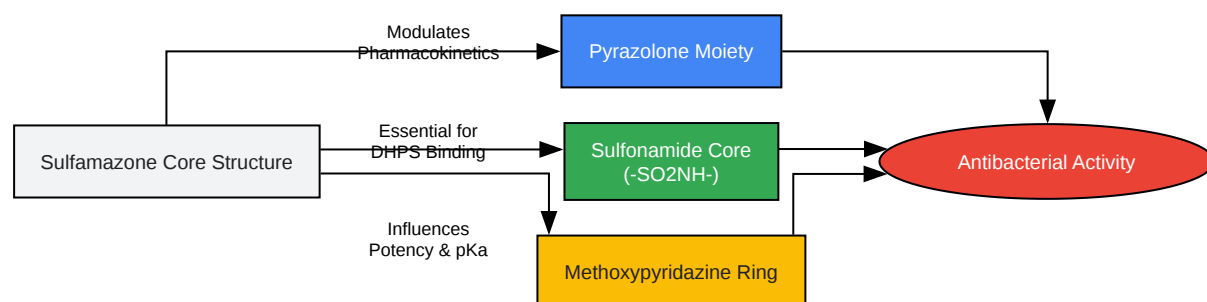 Modulates
Pharmacokinetics
Pyrazolone Moiety
Sulfamazone Core Structure
Essential for
DHPS Binding
Sulfonamide Core
(-SO2NH-)
Antibacterial Activity
Influences
Potency & pKa
Methoxypyridazine Ring